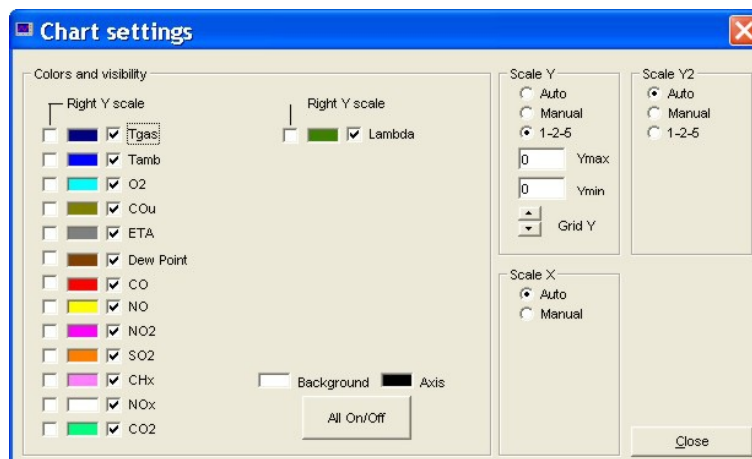 Chart settings
Colors and visibility
Right Y scale
Tgas
Tamb
O2
COu
ETA
Dew Point
CO
NO
NO2
SO2
CHx
NOx
CO2
Right Y scale
Lambda
Background
Axis
All On/Off
Scale Y
Auto
Manual
1-2-5
0 Ymax
0 Ymin
Grid Y
Scale X
Auto
Manual
Scale Y2
Auto
Manual
1-2-5
Close